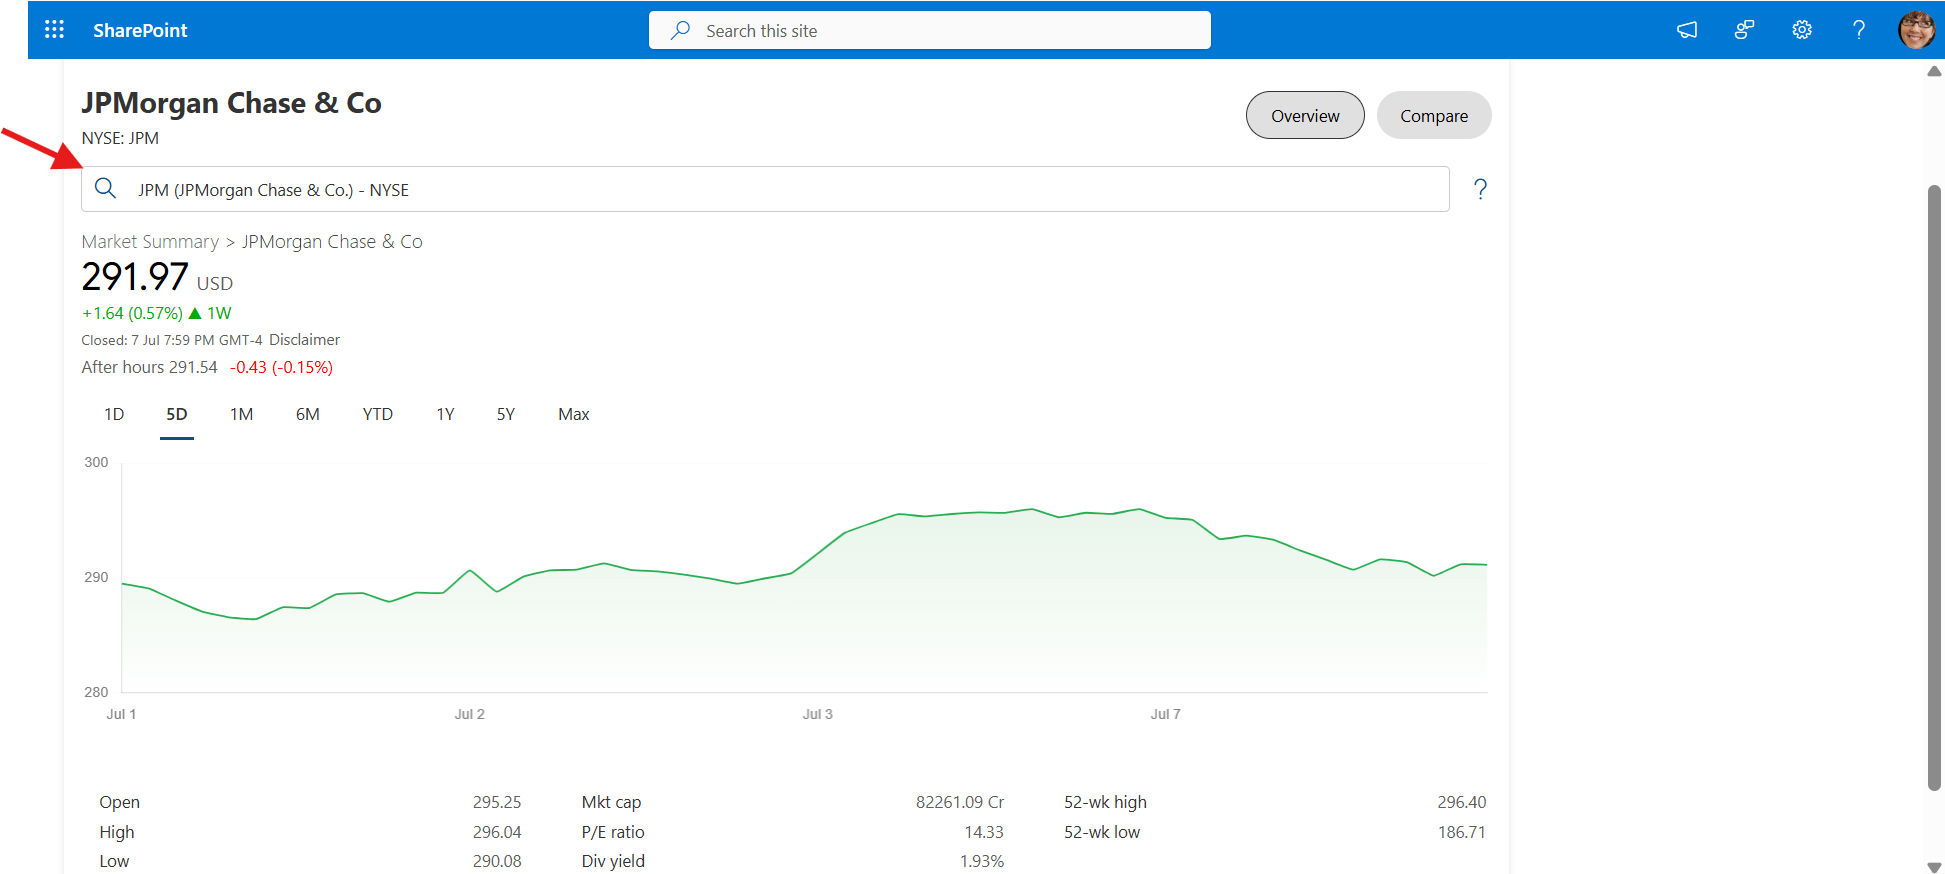 SharePoint
Search this site
JPMorgan Chase & Co
NYSE: JPM
Overview
Compare
JPM (JPMorgan Chase & Co.) - NYSE
?
Market Summary > JPMorgan Chase & Co
291.97 USD
+1.64 (0.57%) ▲ 1W
Closed: 7 Jul 7:59 PM GMT-4 Disclaimer
After hours 291.54 -0.43 (-0.15%)
1D 5D 1M 6M YTD 1Y 5Y Max
300
290
280
Jul 1 Jul 2 Jul 3 Jul 7
Open 295.25 Mkt cap 82261.09 Cr 52-wk high 296.40
High 296.04 P/E ratio 14.33 52-wk low 186.71
Low 290.08 Div yield 1.93%